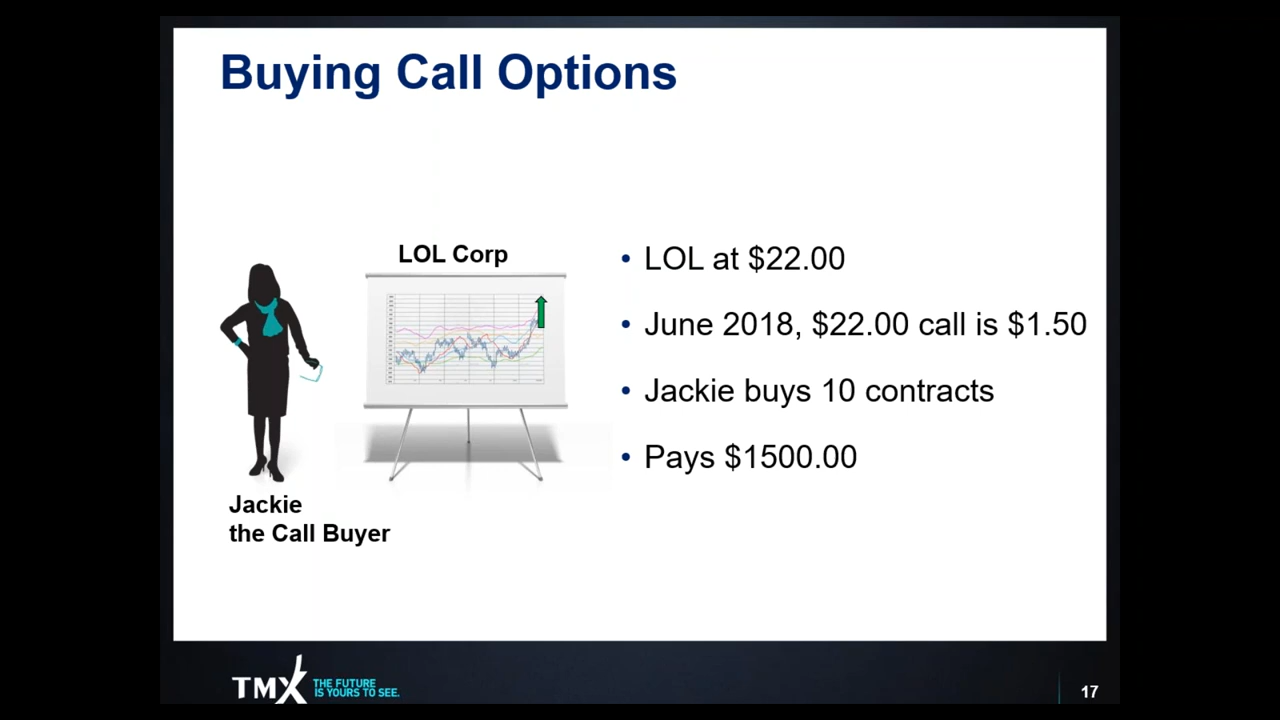 Buying Call Options
LOL Corp
Jackie
the Call Buyer
• LOL at $22.00
• June 2018, $22.00 call is $1.50
• Jackie buys 10 contracts
• Pays $1500.00
TMX
THE FUTURE
IS YOURS TO SEE.
17